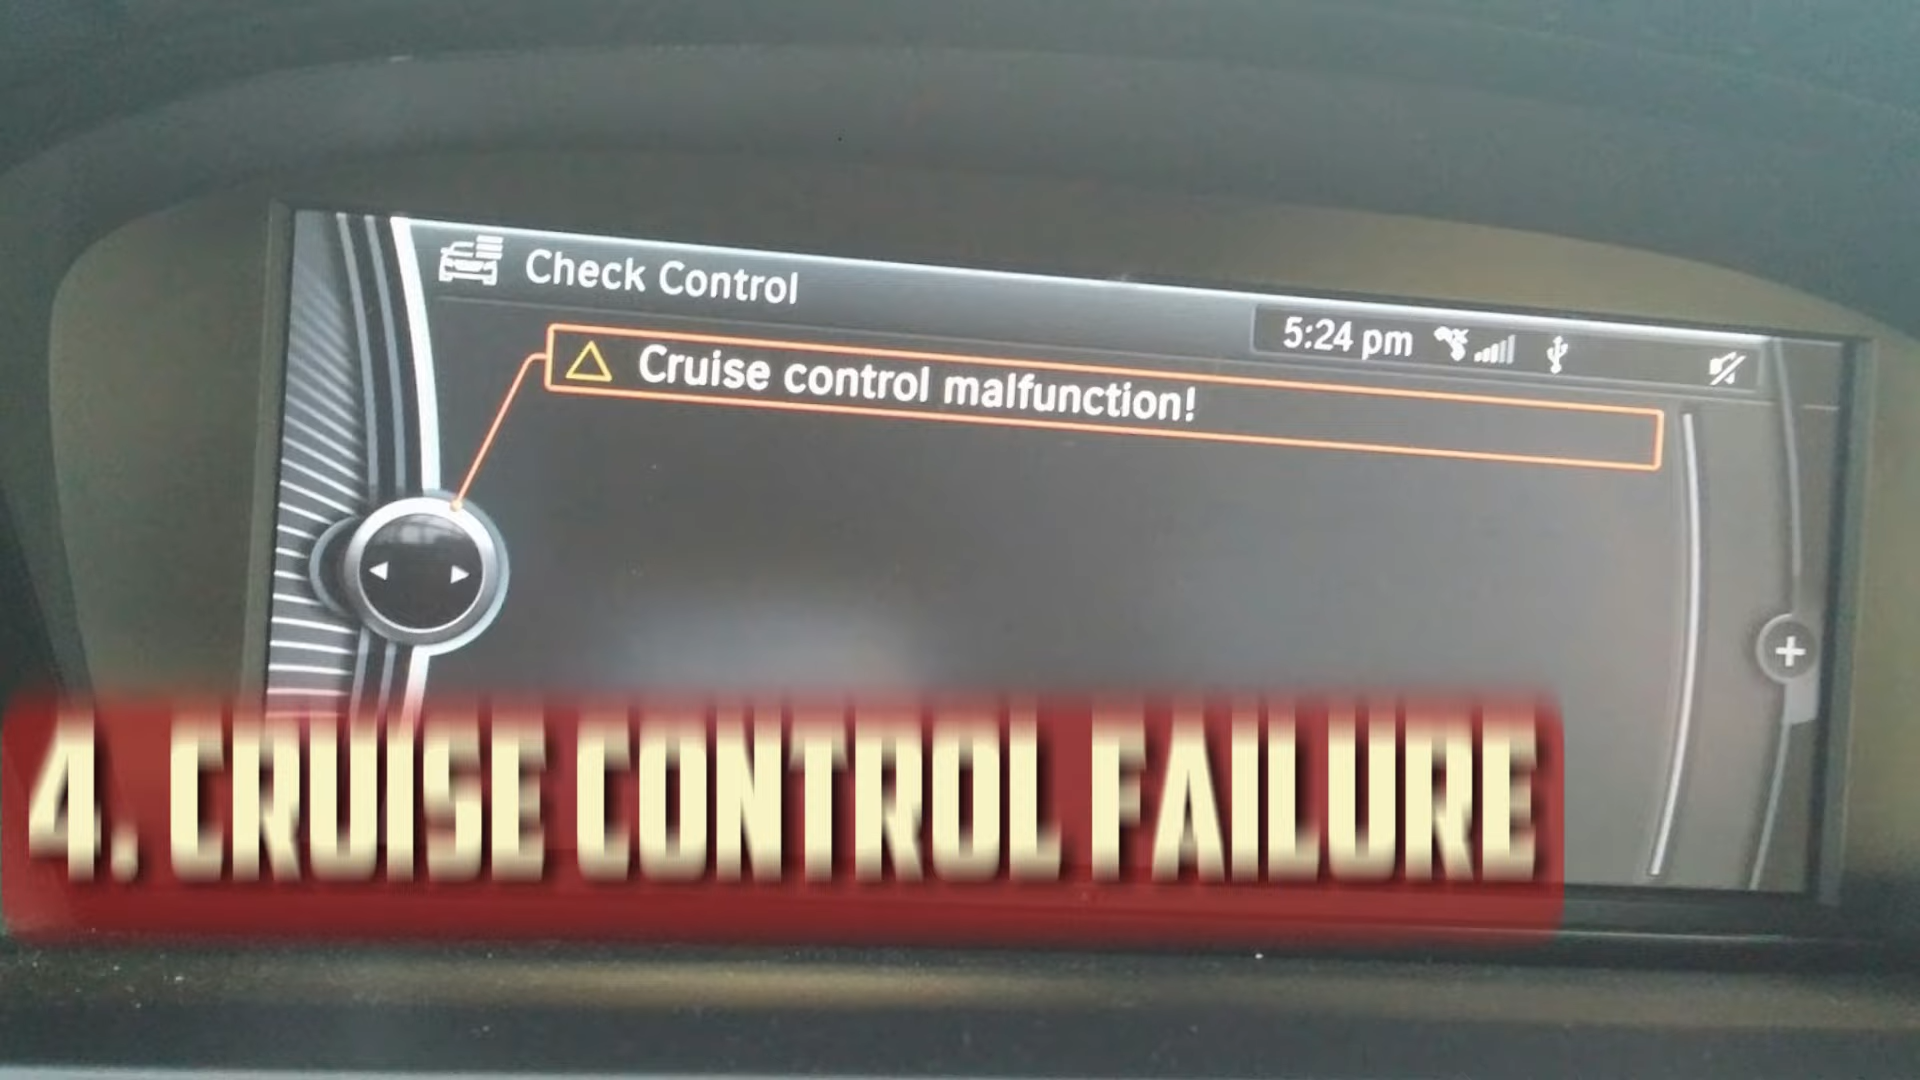 Check Control
5:24 pm
Cruise control malfunction!
4. CRUISE CONTROL FAILURE